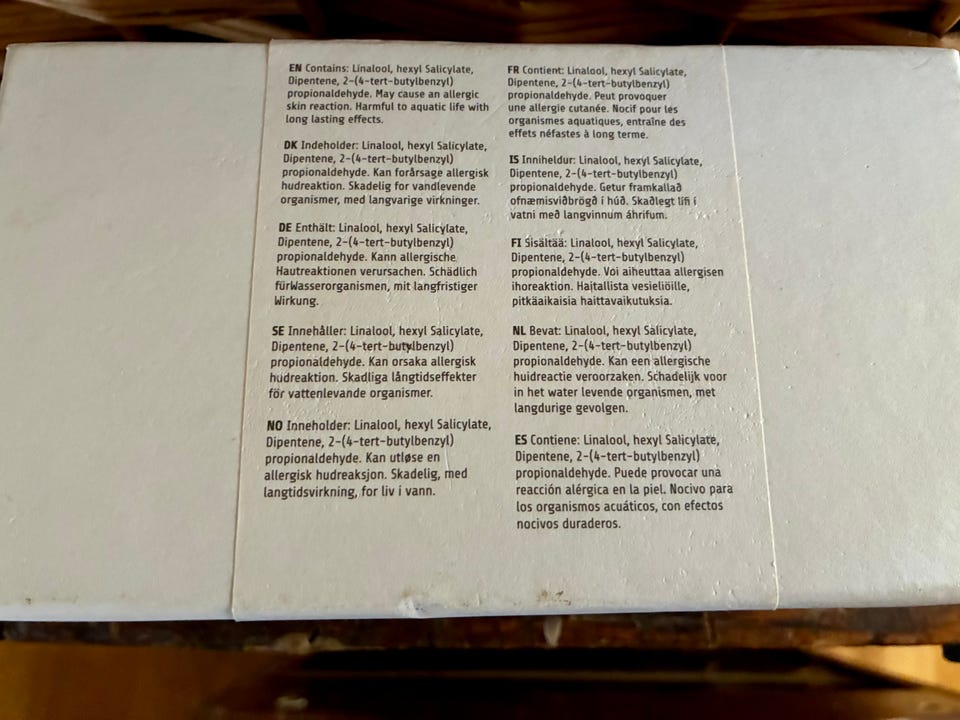 EN Contains: Linalool, hexyl Salicylate,
Dipentene, 2-(4-tert-butylbenzyl)
propionaldehyde. May cause an allergic
skin reaction. Harmful to aquatic life with
long lasting effects.
DK Indeholder: Linalool, hexyl Salicylate,
Dipentene, 2-(4-tert-butylbenzyl)
propionaldehyde. Kan forårsage allergisk
hudreaktion. Skadelig for vandlevende
organismer, med langvarige virkninger.
DE Enthält: Linalool, hexyl Salicylate,
Dipentene, 2-(4-tert-butylbenzyl)
propionaldehyde. Kann allergische
Hautreaktionen verursachen. Schädlich
fürWasserorganismen, mit langfristiger
Wirkung.
SE Innehåller: Linalool, hexyl Salicylate,
Dipentene, 2-(4-tert-butylbenzyl)
propionaldehyde. Kan orsaka allergisk
hudreaktion. Skadliga långtidseffekter
för vattenlevande organismer.
NO Inneholder: Linalool, hexyl Salicylate,
Dipentene, 2-(4-tert-butylbenzyl)
propionaldehyde. Kan utløse en
allergisk hudreaksjon. Skadelig, med
langtidsvirkning, for liv i vann.
FR Contient: Linalool, hexyl Salicylate,
Dipentene, 2-(4-tert-butylbenzyl)
propionaldehyde. Peut provoquer
une allergie cutanée. Nocif pour les
organismes aquatiques, entraîne des
effets néfastes à long terme.
IS Inniheldur: Linalool, hexyl Salicylate,
Dipentene, 2-(4-tert-butylbenzyl)
propionaldehyde. Getur framkallað
ofnæmisviðbrögð í húð. Skaðlegt lífi í
vatni með langvinnum áhrifum.
FI Sisältää: Linalool, hexyl Salicylate,
Dipentene, 2-(4-tert-butylbenzyl)
propionaldehyde. Voi aiheuttaa allergisen
ihoreaktion. Haitallista vesieliöille,
pitkäaikaisia haittavaikutuksia.
NL Bevat: Linalool, hexyl Salicylate,
Dipentene, 2-(4-tert-butylbenzyl)
propionaldehyde. Kan een allergische
huidreactie veroorzaken. Schadelijk voor
in het water levende organismen, met
langdurige gevolgen.
ES Contiene: Linalool, hexyl Salicylate,
Dipentene, 2-(4-tert-butylbenzyl)
propionaldehyde. Puede provocar una
reacción alérgica en la piel. Nocivo para
los organismos acuáticos, con efectos
nocivos duraderos.